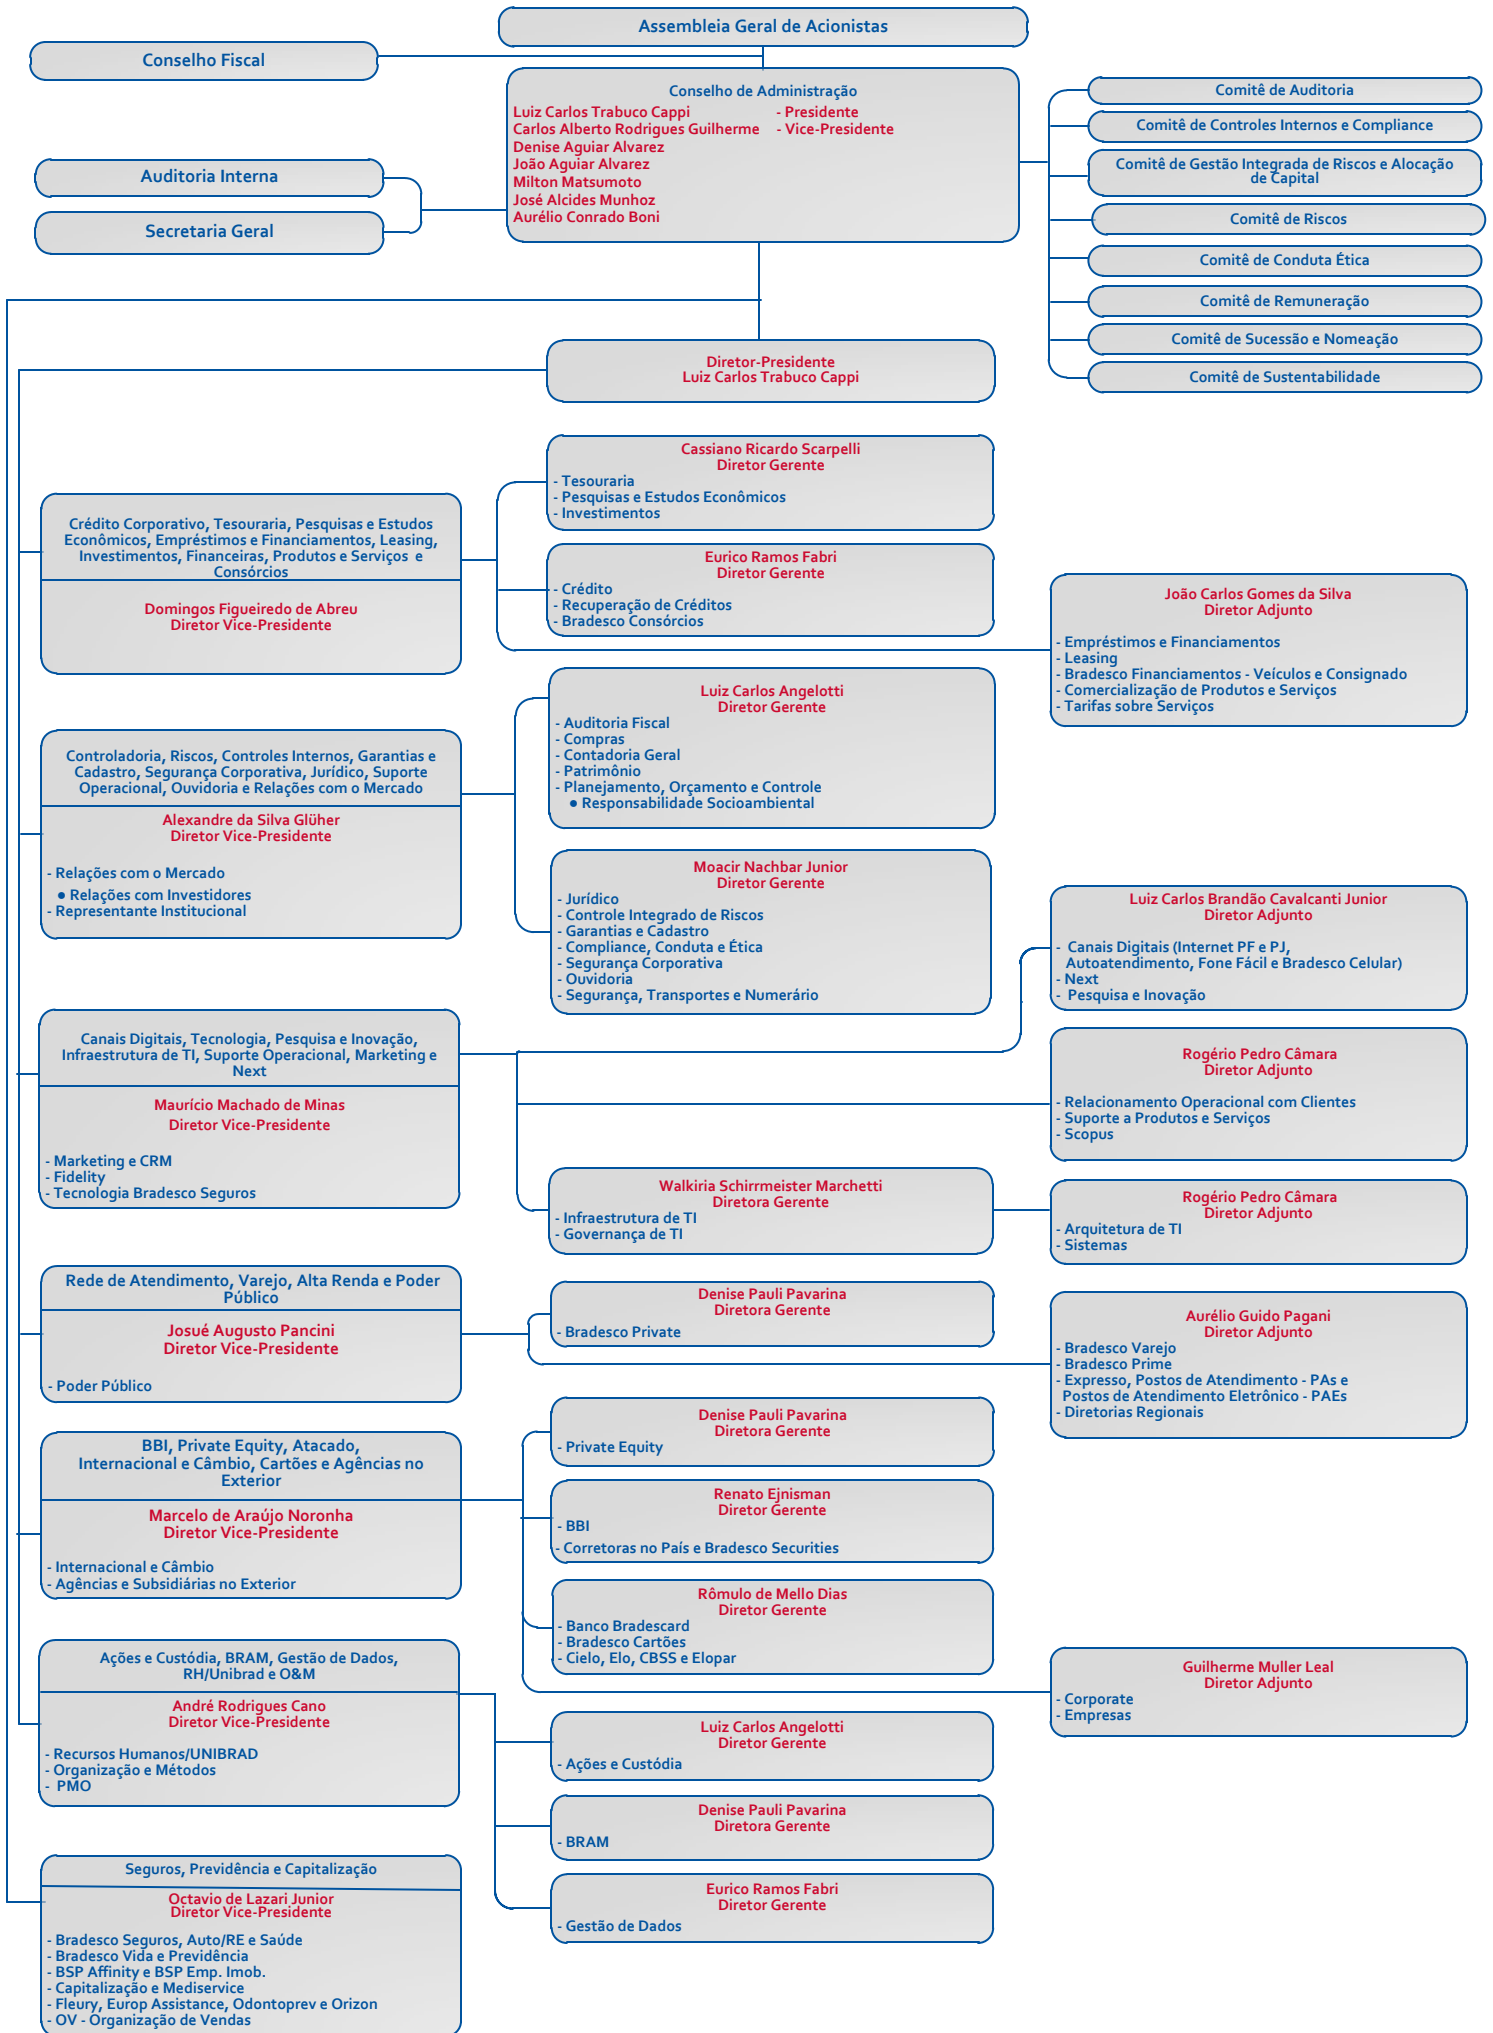 Assembleia Geral de Acionistas
Conselho Fiscal
Conselho de Administração
Luiz Carlos Trabuco Cappi - Presidente
Carlos Alberto Rodrigues Guilherme - Vice-Presidente
Denise Aguiar Alvarez
João Aguiar Alvarez
Milton Matsumoto
José Alcides Munhoz
Aurélio Conrado Boni
Auditoria Interna
Secretaria Geral
Comitê de Auditoria
Comitê de Controles Internos e Compliance
Comitê de Gestão Integrada de Riscos e Alocação
de Capital
Comitê de Riscos
Comitê de Conduta Ética
Comitê de Remuneração
Comitê de Sucessão e Nomeação
Comitê de Sustentabilidade
Diretor-Presidente
Luiz Carlos Trabuco Cappi
Crédito Corporativo, Tesouraria, Pesquisas e Estudos
Econômicos, Empréstimos e Financiamentos, Leasing,
Investimentos, Financeiras, Produtos e Serviços e
Consórcios
Domingos Figueiredo de Abreu
Diretor Vice-Presidente
Cassiano Ricardo Scarpelli
Diretor Gerente
- Tesouraria
- Pesquisas e Estudos Econômicos
- Investimentos
Eurico Ramos Fabri
Diretor Gerente
- Crédito
- Recuperação de Créditos
- Bradesco Consórcios
João Carlos Gomes da Silva
Diretor Adjunto
- Empréstimos e Financiamentos
- Leasing
- Bradesco Financiamentos - Veículos e Consignado
- Comercialização de Produtos e Serviços
- Tarifas sobre Serviços
Controladoria, Riscos, Controles Internos, Garantias e
Cadastro, Segurança Corporativa, Jurídico, Suporte
Operacional, Ouvidoria e Relações com o Mercado
Alexandre da Silva Glüher
Diretor Vice-Presidente
- Relações com o Mercado
● Relações com Investidores
- Representante Institucional
Luiz Carlos Angelotti
Diretor Gerente
- Auditoria Fiscal
- Compras
- Contadoria Geral
- Patrimônio
- Planejamento, Orçamento e Controle
● Responsabilidade Socioambiental
Moacir Nachbar Junior
Diretor Gerente
- Jurídico
- Controle Integrado de Riscos
- Garantias e Cadastro
- Compliance, Conduta e Ética
- Segurança Corporativa
- Ouvidoria
- Segurança, Transportes e Numerário
Canais Digitais, Tecnologia, Pesquisa e Inovação,
Infraestrutura de TI, Suporte Operacional, Marketing e
Next
Maurício Machado de Minas
Diretor Vice-Presidente
- Marketing e CRM
- Fidelity
- Tecnologia Bradesco Seguros
Luiz Carlos Brandão Cavalcanti Junior
Diretor Adjunto
- Canais Digitais (Internet PF e PJ,
Autoatendimento, Fone Fácil e Bradesco Celular)
- Next
- Pesquisa e Inovação
Rogério Pedro Câmara
Diretor Adjunto
- Relacionamento Operacional com Clientes
- Suporte a Produtos e Serviços
- Scopus
Walkiria Schirrmeister Marchetti
Diretora Gerente
- Infraestrutura de TI
- Governança de TI
Rogério Pedro Câmara
Diretor Adjunto
- Arquitetura de TI
- Sistemas
Rede de Atendimento, Varejo, Alta Renda e Poder
Público
Josué Augusto Pancini
Diretor Vice-Presidente
- Poder Público
Denise Pauli Pavarina
Diretora Gerente
- Bradesco Private
Aurélio Guido Pagani
Diretor Adjunto
- Bradesco Varejo
- Bradesco Prime
- Expresso, Postos de Atendimento - PAs e
Postos de Atendimento Eletrônico - PAEs
- Diretorias Regionais
BBI, Private Equity, Atacado,
Internacional e Câmbio, Cartões e Agências no
Exterior
Marcelo de Araújo Noronha
Diretor Vice-Presidente
- Internacional e Câmbio
- Agências e Subsidiárias no Exterior
Denise Pauli Pavarina
Diretora Gerente
- Private Equity
Renato Ejnisman
Diretor Gerente
- BBI
- Corretoras no País e Bradesco Securities
Rômulo de Mello Dias
Diretor Gerente
- Banco Bradescard
- Bradesco Cartões
- Cielo, Elo, CBSS e Elopar
Guilherme Muller Leal
Diretor Adjunto
- Corporate
- Empresas
Ações e Custódia, BRAM, Gestão de Dados,
RH/Unibrad e O&M
André Rodrigues Cano
Diretor Vice-Presidente
- Recursos Humanos/UNIBRAD
- Organização e Métodos
- PMO
Luiz Carlos Angelotti
Diretor Gerente
- Ações e Custódia
Denise Pauli Pavarina
Diretora Gerente
- BRAM
Eurico Ramos Fabri
Diretor Gerente
- Gestão de Dados
Seguros, Previdência e Capitalização
Octavio de Lazari Junior
Diretor Vice-Presidente
- Bradesco Seguros, Auto/RE e Saúde
- Bradesco Vida e Previdência
- BSP Affinity e BSP Emp. Imob.
- Capitalização e Mediservice
- Fleury, Europ Assistance, Odontoprev e Orizon
- OV - Organização de Vendas